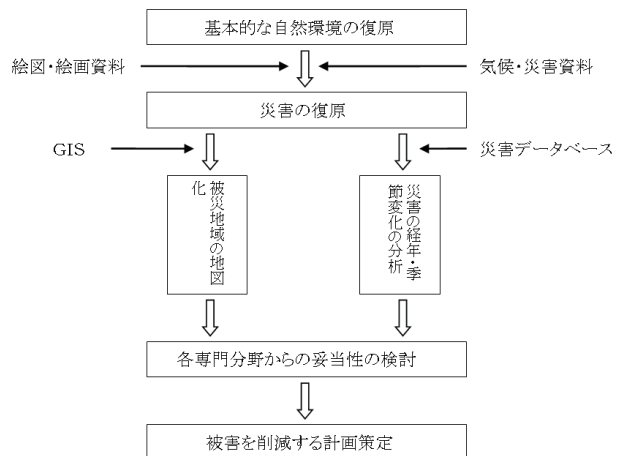 基本的な自然環境の復原
絵図・絵画資料
気候・災害資料
災害の復原
GIS
災害データベース
被災地域の地図
化
災害の経年・季
節変化の分析
各専門分野からの妥当性の検討
被害を削減する計画策定